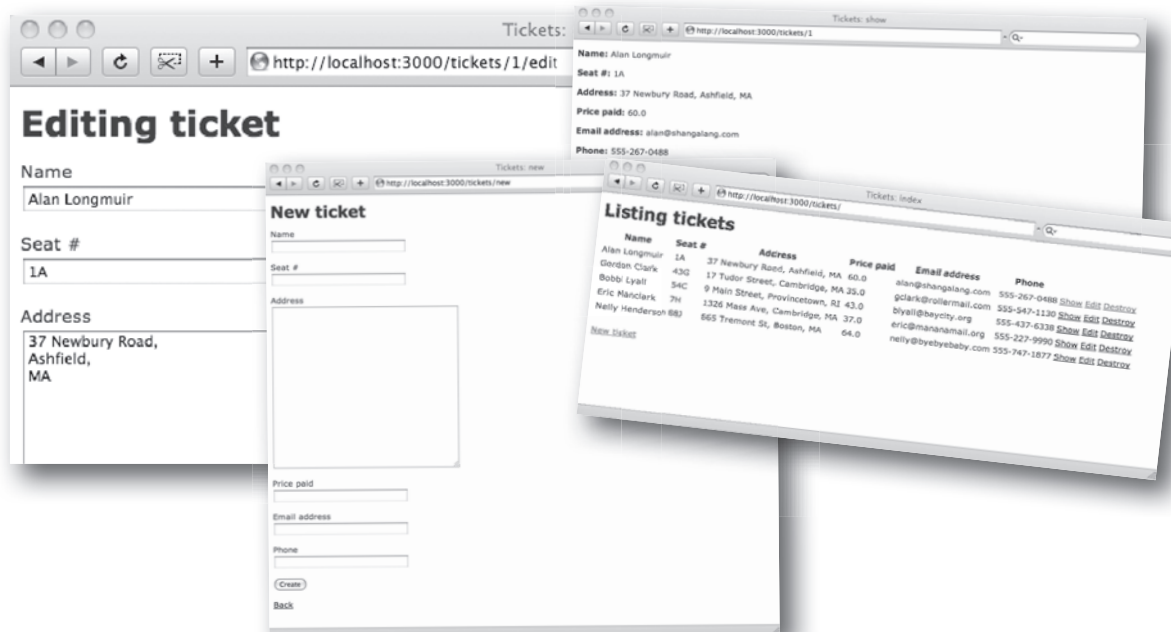 Tickets:
http://localhost:3000/tickets/1/edit
Editing ticket
Name
Alan Longmuir
Seat #
1A
Address
37 Newbury Road,
Ashfield,
MA
Tickets: show
http://localhost:3000/tickets/1
Name: Alan Longmuir
Seat #: 1A
Address: 37 Newbury Road, Ashfield, MA
Price paid: 60.0
Email address: alan@shangalang.com
Phone: 555-267-0488
Tickets: new
http://localhost:3000/tickets/new
New ticket
Name
Seat #
Address
Price paid
Email address
Phone
Create
Back
Tickets: index
http://localhost:3000/tickets/
Listing tickets
Name Seat # Address Price paid Email address Phone
Alan Longmuir 1A 37 Newbury Road, Ashfield, MA 60.0 alan@shangalang.com 555-267-0488 Show Edit Destroy
Gordon Clark 43G 17 Tudor Street, Cambridge, MA 35.0 gclark@rollermail.com 555-547-1130 Show Edit Destroy
Bobbi Lyall 54C 9 Main Street, Provincetown, RI 43.0 blyall@baycity.org 555-437-6338 Show Edit Destroy
Eric Manclark 7H 1326 Mass Ave, Cambridge, MA 37.0 eric@mananamail.org 555-227-9990 Show Edit Destroy
Nelly Henderson 665 Tremont St, Boston, MA 64.0 nelly@byebyebaby.com 555-747-1877 Show Edit Destroy
New ticket